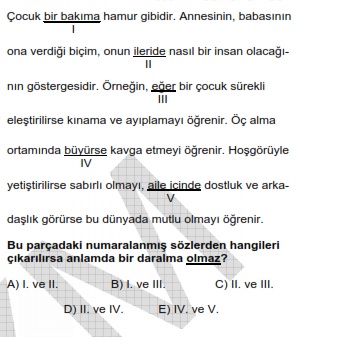 Çocuk bir bakıma hamur gibidir. Annesinin, babasının
I
ona verdiği biçim, onun ileride nasıl bir insan olacağı-
II
nın göstergesidir. Örneğin, eğer bir çocuk sürekli
III
eleştirilirse kınama ve ayıplamayı öğrenir. Öç alma
ortamında büyürse kavga etmeyi öğrenir. Hoşgörüyle
IV
yetiştirilirse sabırlı olmayı, aile içinde dostluk ve arka-
V
daşlık görürse bu dünyada mutlu olmayı öğrenir.
Bu parçadaki numaralanmış sözlerden hangileri
çıkarılırsa anlamda bir daralma olmaz?
A) I. ve II. B) I. ve III. C) II. ve III.
D) II. ve IV. E) IV. ve V.